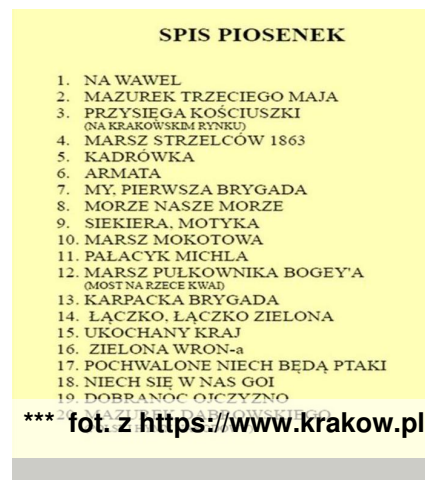 SPIS PIOSENEK
1. NA WAWEL
2. MAZUREK TRZECIEGO MAJA
3. PRZYSIĘGA KOŚCIUSZKI
(NA KRAKOWSKIM RYNKU)
4. MARSZ STRZELCÓW 1863
5. KADRÓWKA
6. ARMATA
7. MY, PIERWSZA BRYGADA
8. MORZE NASZE MORZE
9. SIEKIERA, MOTYKA
10. MARSZ MOKOTOWA
11. PAŁACYK MICHLA
12. MARSZ PUŁKOWNIKA BOGEY'A
(MOST NA RZECE KWAI)
13. KARPACKA BRYGADA
14. ŁĄCZKO, ŁĄCZKO ZIELONA
15. UKOCHANY KRAJ
16. ZIELONA WRON-a
17. POCHWALONE NIECH BĘDĄ PTAKI
18. NIECH SIĘ W NAS GOI
19. DOBRANOC OJCZYZNO
20. MAZUREK DĄBROWSKIEGO
*** fot. z https://www.krakow.pl